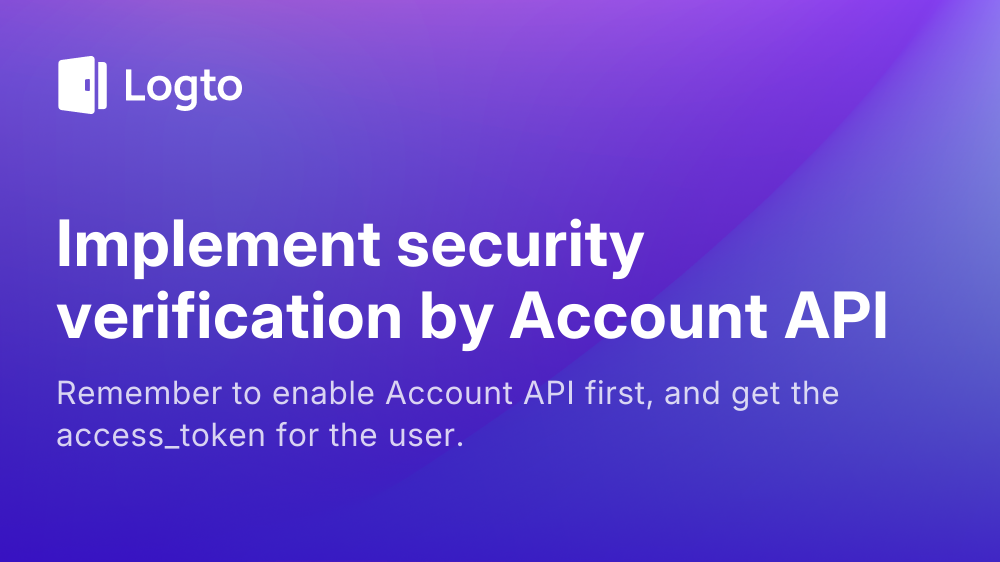 Logto
Implement security
verification by Account API
Remember to enable Account API first, and get the
access_token for the user.